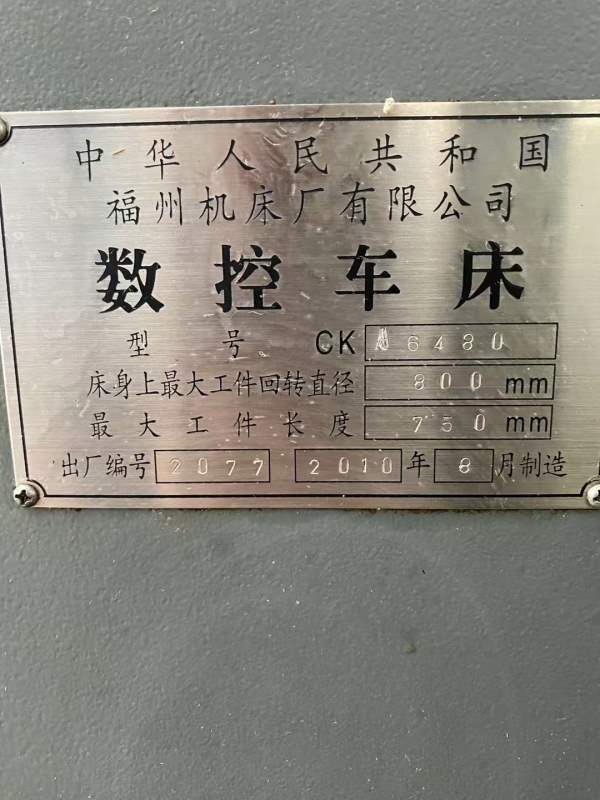 中华人民共和国
福州机床厂有限公司
数控车床
型号 CK 6480
床身上最大工件回转直径 800 mm
最大工件长度 750 mm
出厂编号 2077 2010 年 8 月制造